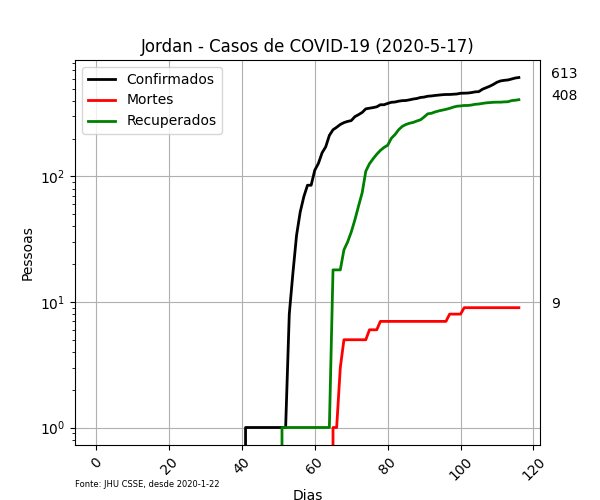 Jordan - Casos de COVID-19 (2020-5-17)
Confirmados
Mortes
Recuperados
613
408
9
10²
10¹
10⁰
Pessoas
0 20 40 60 80 100 120
Dias
Fonte: JHU CSSE, desde 2020-1-22